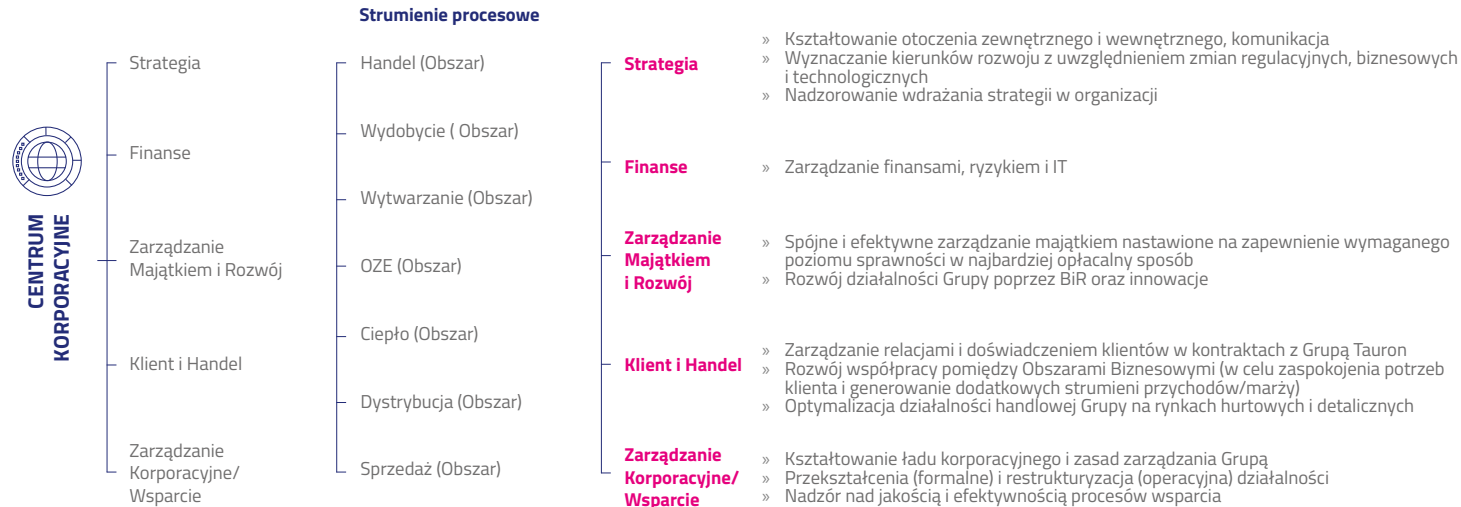 Strumienie procesowe
CENTRUM
KORPORACYJNE
Strategia
Finanse
Zarządzanie
Majątkiem i Rozwój
Klient i Handel
Zarządzanie
Korporacyjne/
Wsparcie
Handel (Obszar)
Wydobycie ( Obszar)
Wytwarzanie (Obszar)
OZE (Obszar)
Ciepło (Obszar)
Dystrybucja (Obszar)
Sprzedaż (Obszar)
Strategia
» Kształtowanie otoczenia zewnętrznego i wewnętrznego, komunikacja
» Wyznaczanie kierunków rozwoju z uwzględnieniem zmian regulacyjnych, biznesowych
i technologicznych
» Nadzorowanie wdrażania strategii w organizacji
Finanse
» Zarządzanie finansami, ryzykiem i IT
Zarządzanie
Majątkiem
i Rozwój
» Spójne i efektywne zarządzanie majątkiem nastawione na zapewnienie wymaganego
poziomu sprawności w najbardziej opłacalny sposób
» Rozwój działalności Grupy poprzez BiR oraz innowacje
Klient i Handel
» Zarządzanie relacjami i doświadczeniem klientów w kontraktach z Grupą Tauron
» Rozwój współpracy pomiędzy Obszarami Biznesowymi (w celu zaspokojenia potrzeb
klienta i generowanie dodatkowych strumieni przychodów/marży)
» Optymalizacja działalności handlowej Grupy na rynkach hurtowych i detalicznych
Zarządzanie
Korporacyjne/
Wsparcie
» Kształtowanie ładu korporacyjnego i zasad zarządzania Grupą
» Przekształcenia (formalne) i restrukturyzacja (operacyjna) działalności
» Nadzór nad jakością i efektywnością procesów wsparcia